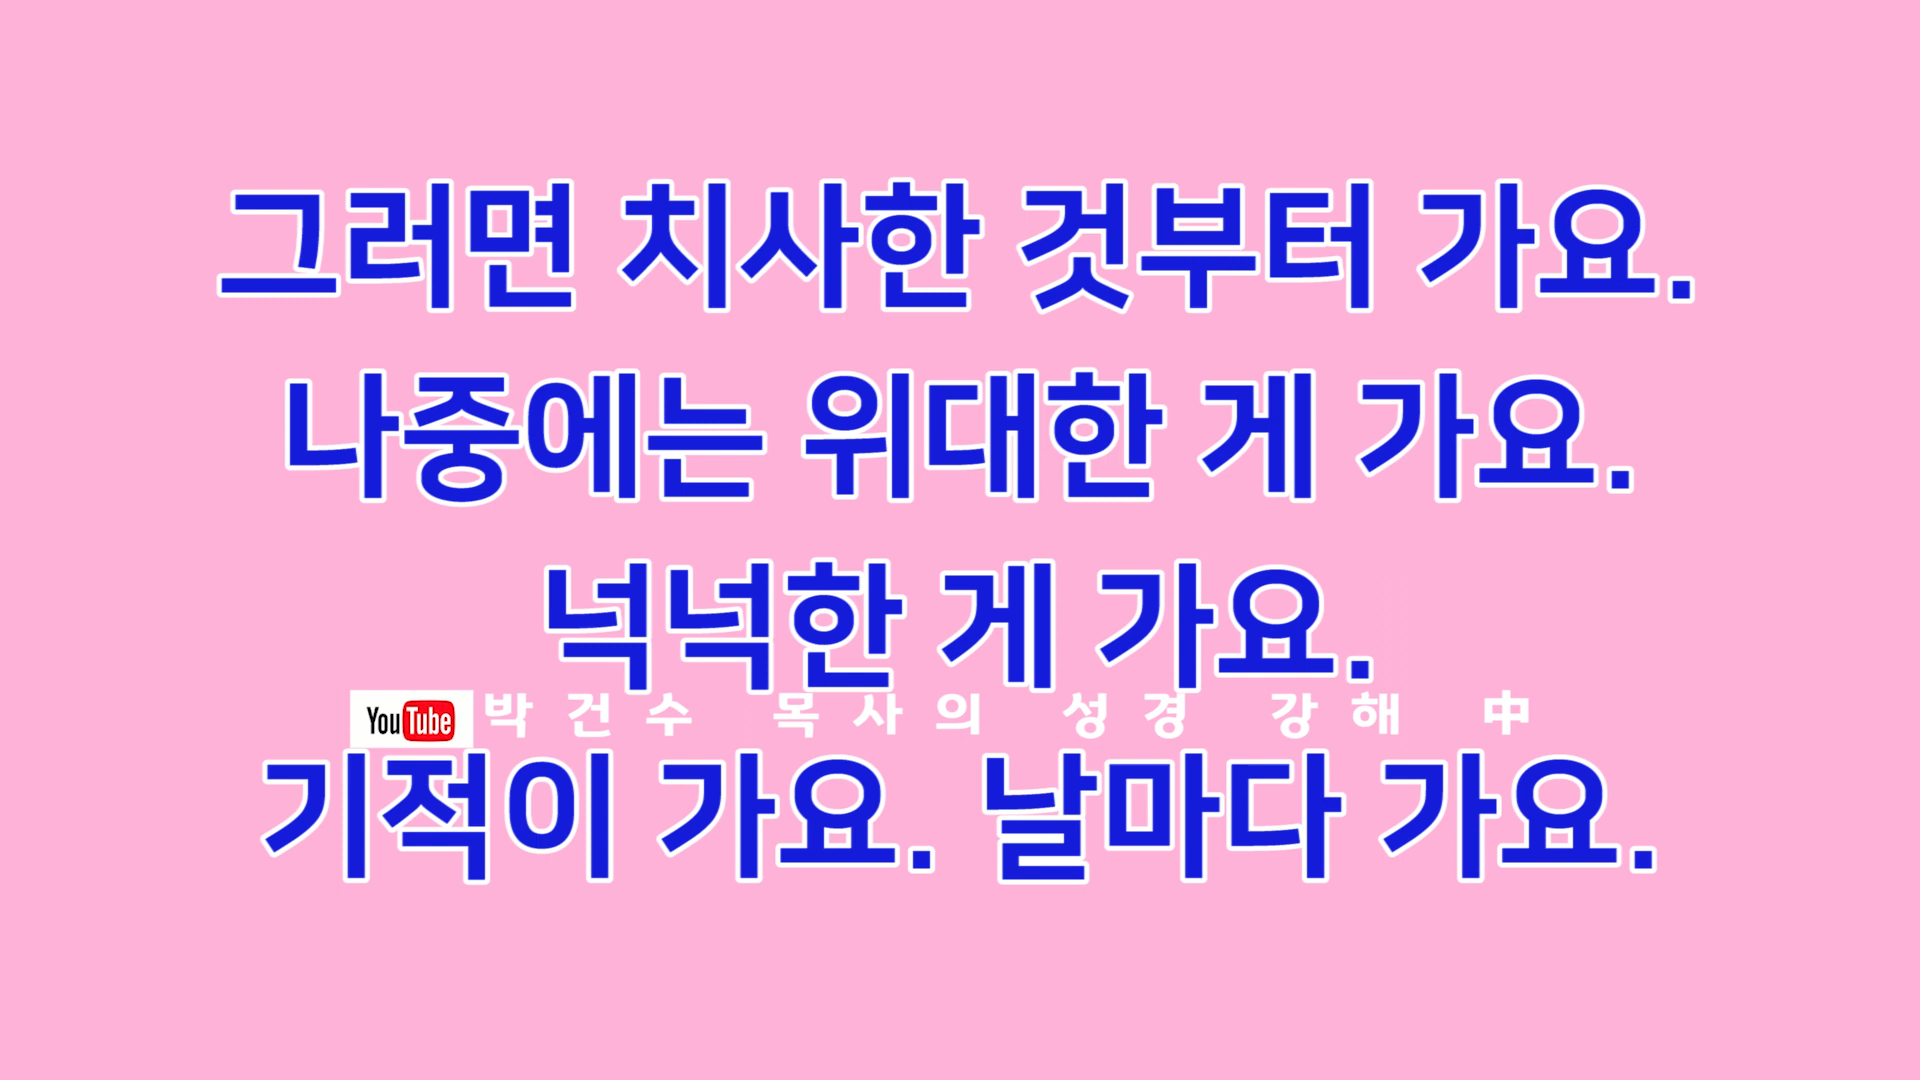 그러면 치사한 것부터 가요.
나중에는 위대한 게 가요.
넉넉한 게 가요.
YouTube 박건수 목사의 성경 강해 中
기적이 가요. 날마다 가요.